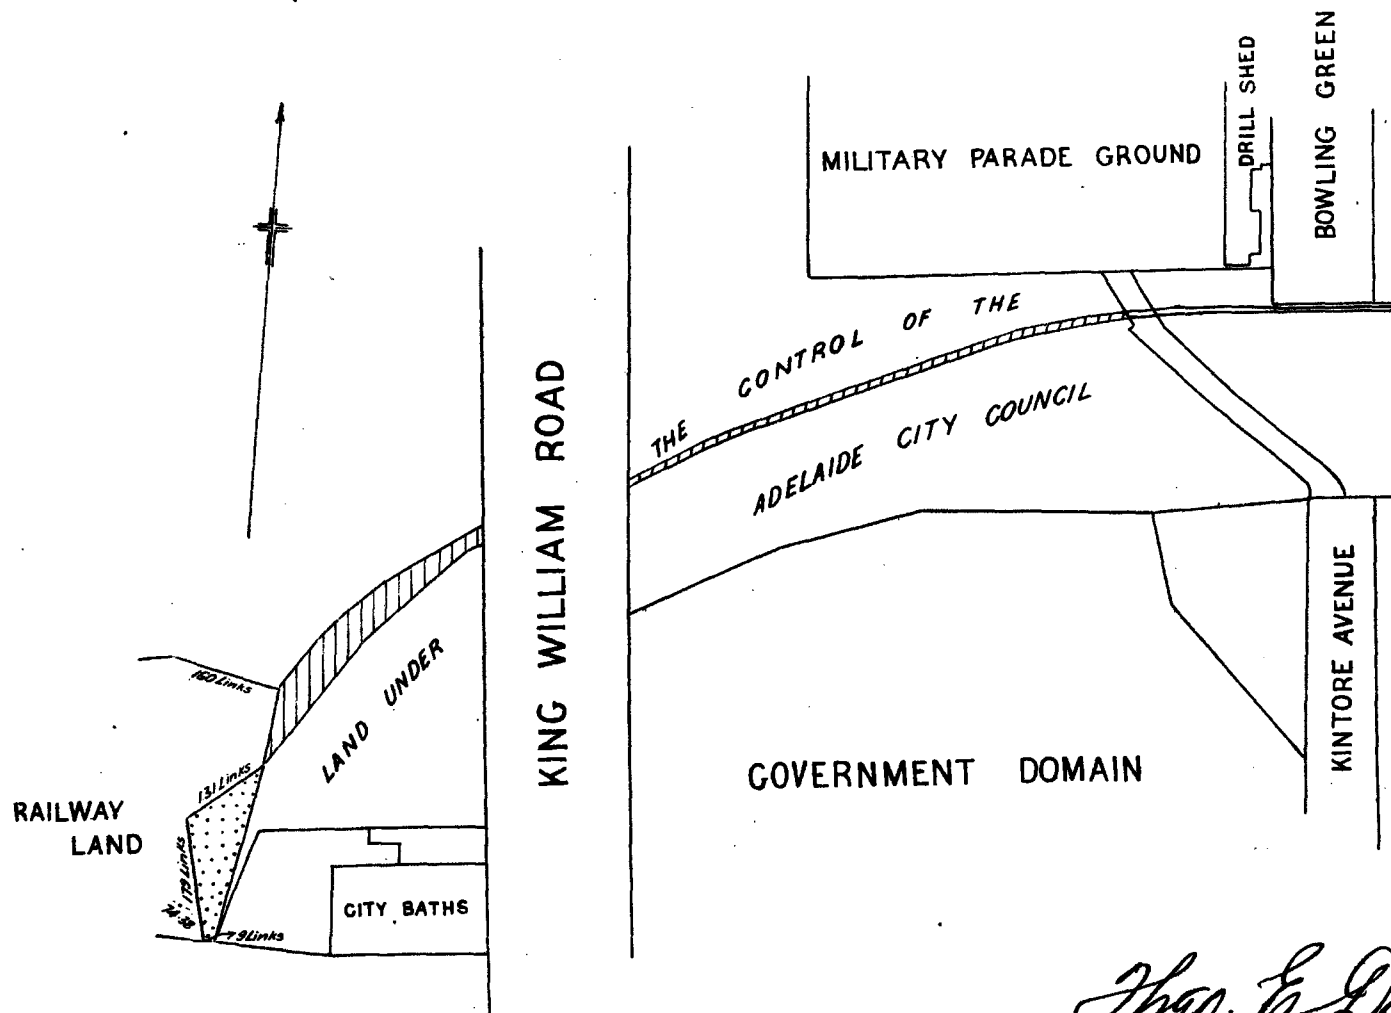 MILITARY PARADE GROUND
DRILL SHED
BOWLING GREEN
THE CONTROL OF THE
ADELAIDE CITY COUNCIL
KING WILLIAM ROAD
LAND UNDER
160 Links
131 Links
179 Links
9 Links
RAILWAY
LAND
CITY BATHS
GOVERNMENT DOMAIN
KINTORE AVENUE
Thos. E.